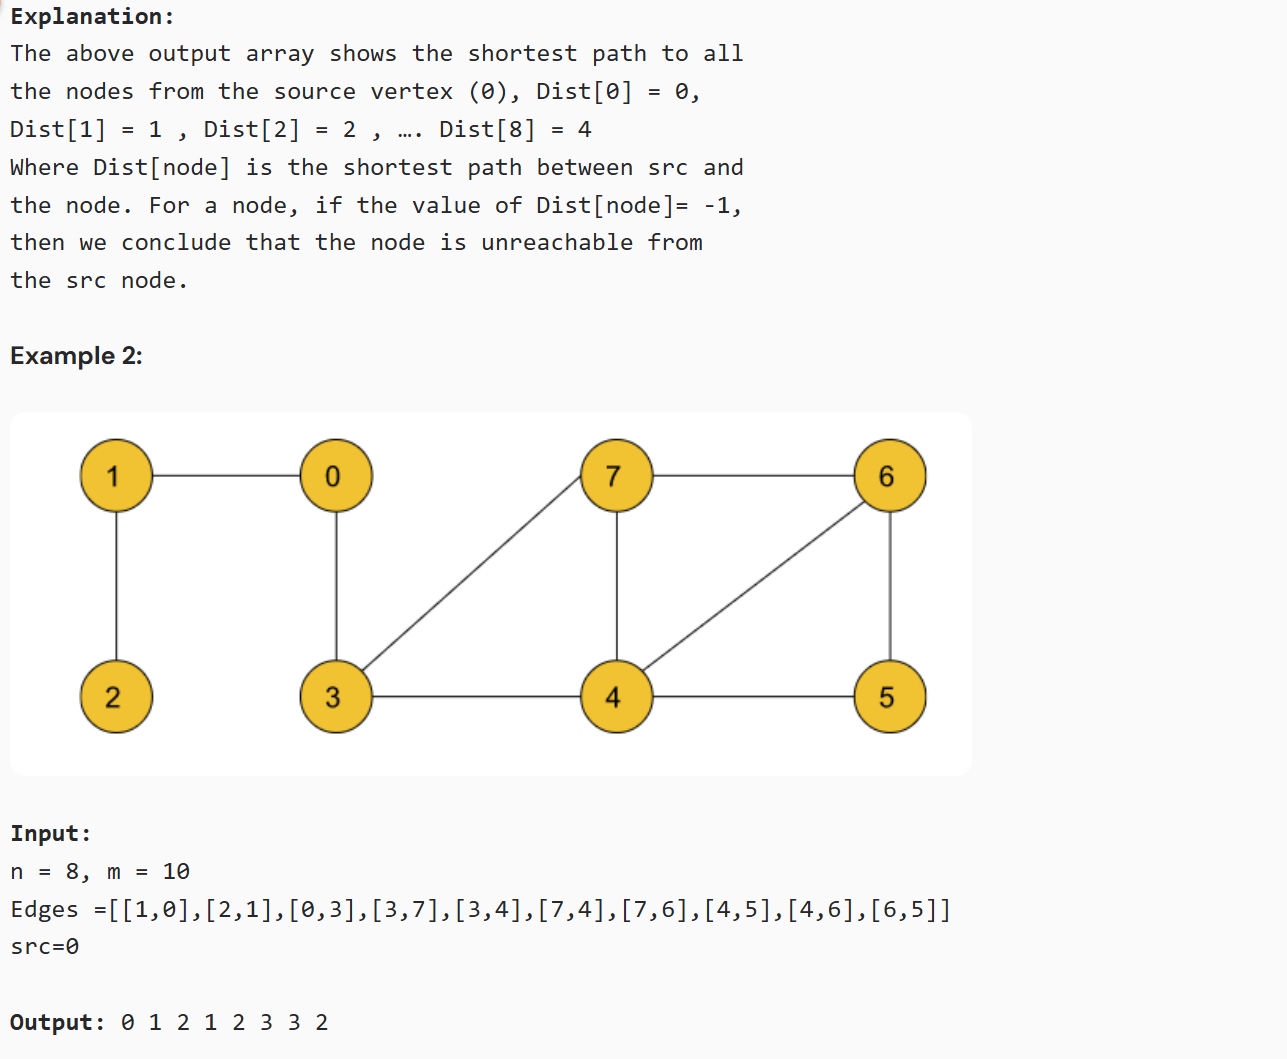 Explanation:
The above output array shows the shortest path to all
the nodes from the source vertex (0), Dist[0] = 0,
Dist[1] = 1 , Dist[2] = 2 , …. Dist[8] = 4
Where Dist[node] is the shortest path between src and
the node. For a node, if the value of Dist[node]= -1,
then we conclude that the node is unreachable from
the src node.
Example 2:
1 0 7 6
2 3 4 5
Input:
n = 8, m = 10
Edges =[[1,0],[2,1],[0,3],[3,7],[3,4],[7,4],[7,6],[4,5],[4,6],[6,5]]
src=0
Output: 0 1 2 1 2 3 3 2